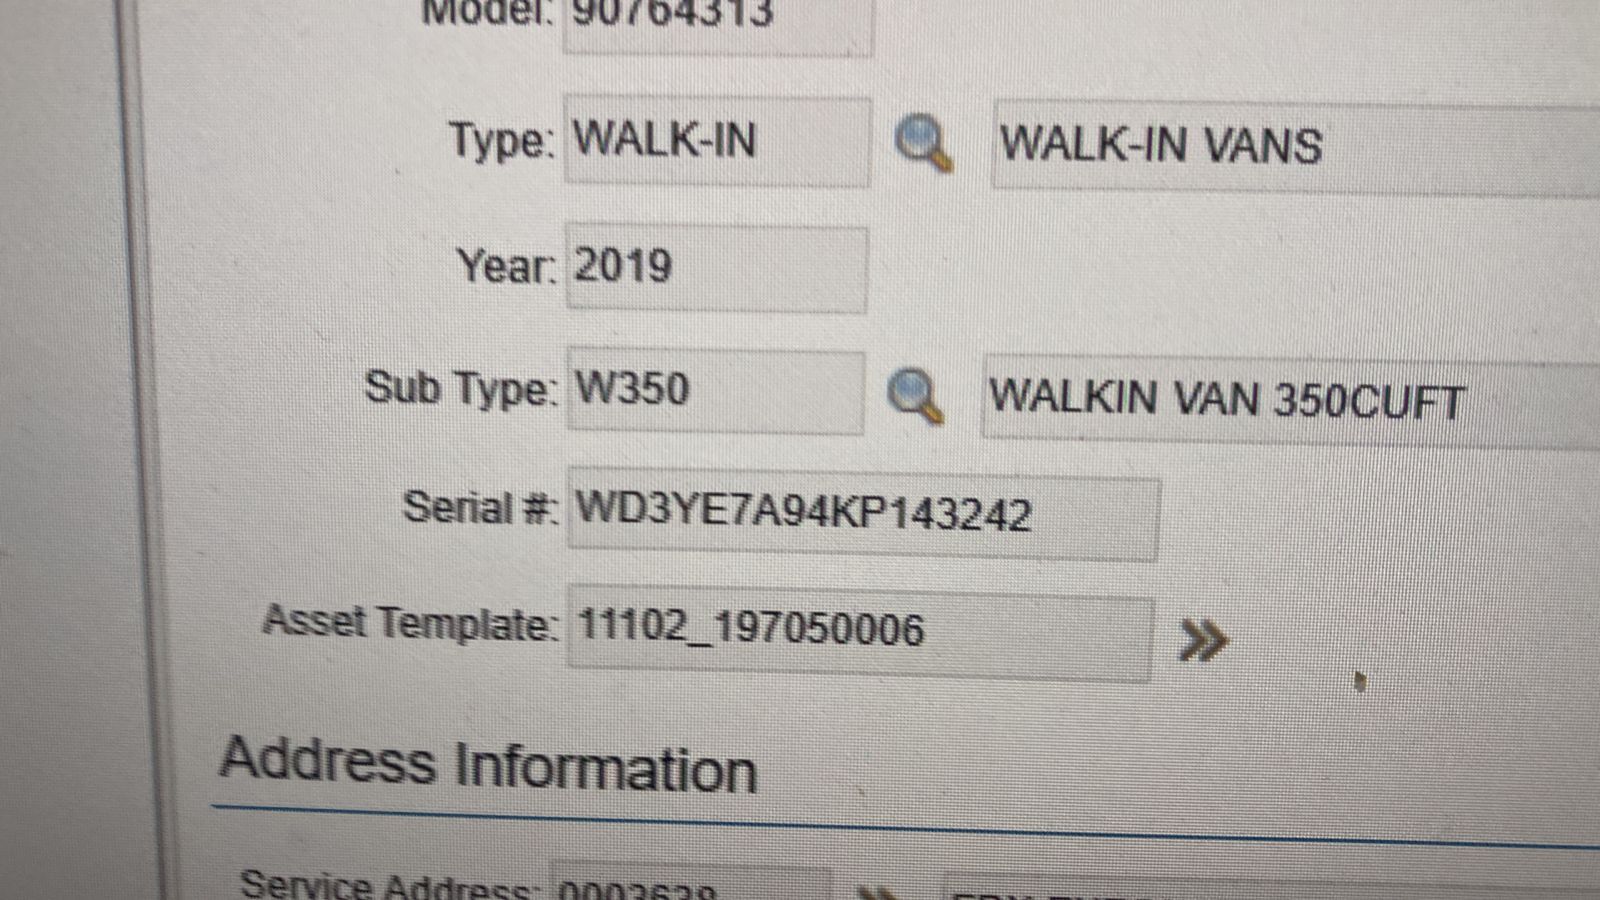 Model: 90764313
Type: WALK-IN WALK-IN VANS
Year: 2019
Sub Type: W350 WALKIN VAN 350CUFT
Serial #: WD3YE7A94KP143242
Asset Template: 11102_197050006
Address Information
Service Address: 0003638